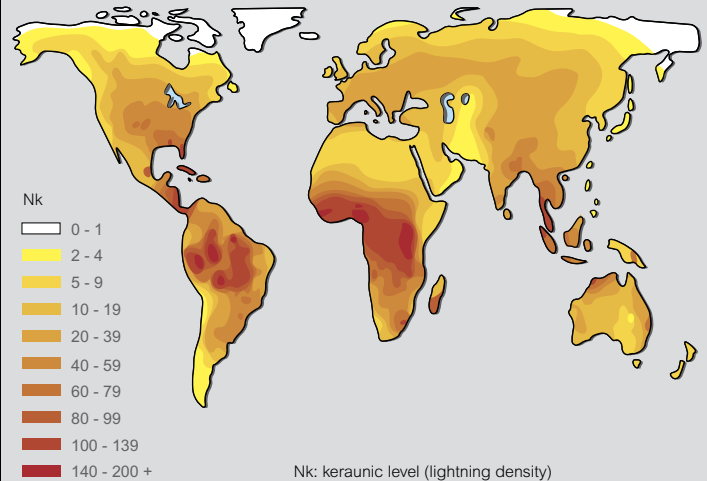 Nk
0 - 1
2 - 4
5 - 9
10 - 19
20 - 39
40 - 59
60 - 79
80 - 99
100 - 139
140 - 200 +
Nk: keraunic level (lightning density)